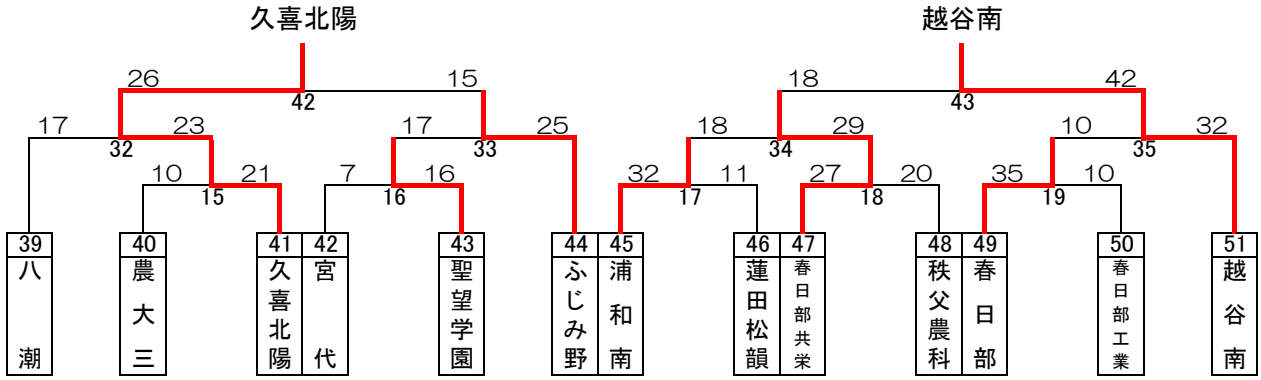 久喜北陽 越谷南
26 15 18 42
42 43
17 23 17 25 18 29 10 32
32 33 34 35
10 21 7 16 32 11 27 20 35 10
15 16 17 18 19
39 40 41 42 43 44 45 46 47 48 49 50 51
八潮
農大三
久喜北陽
宮代
聖望学園
ふじみ野
浦和南
蓮田松韻
春日部共栄
秩父農科
春日部
春日部工業
越谷南